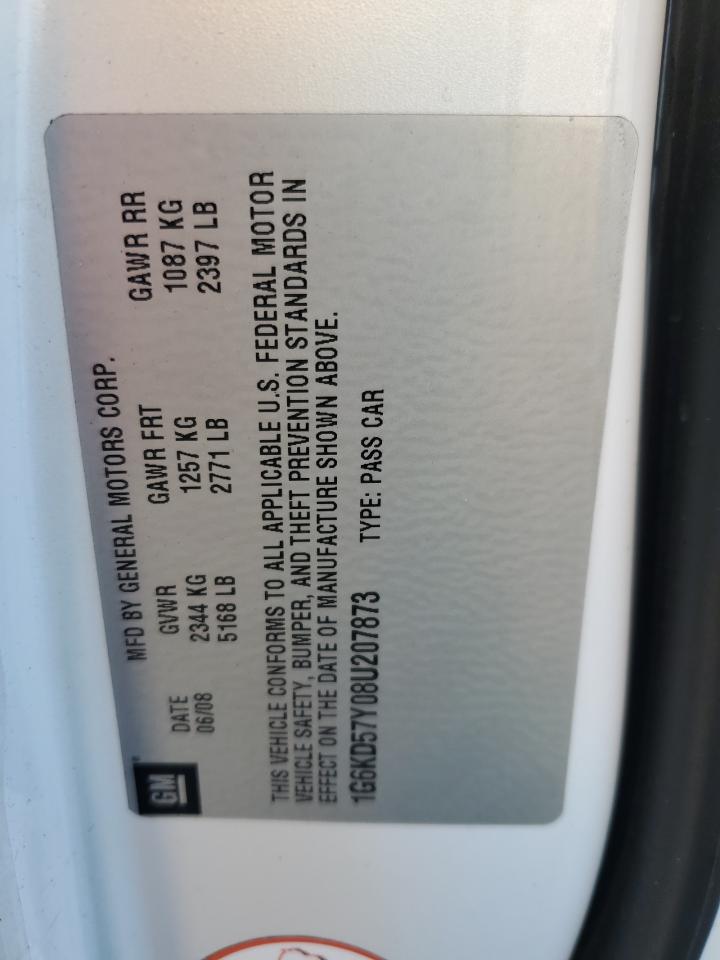 MFD BY GENERAL MOTORS CORP.
GM
DATE GVWR GAWR FRT GAWR RR
06/08 2344 KG 1257 KG 1087 KG
5168 LB 2771 LB 2397 LB
THIS VEHICLE CONFORMS TO ALL APPLICABLE U.S. FEDERAL MOTOR
VEHICLE SAFETY, BUMPER, AND THEFT PREVENTION STANDARDS IN
EFFECT ON THE DATE OF MANUFACTURE SHOWN ABOVE.
1G6KD57Y08U207873 TYPE: PASS CAR